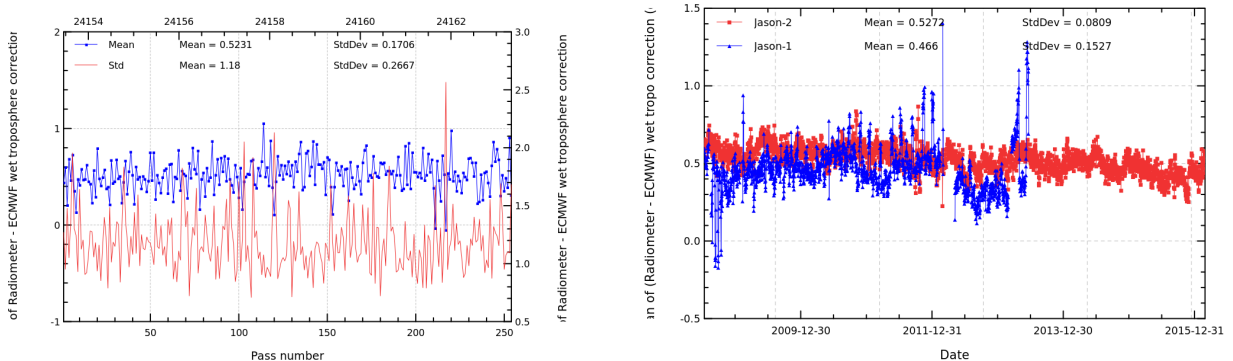 24154 24156 24158 24160 24162
2 3.0
Mean Mean = 0.5231 StdDev = 0.1706
Std Mean = 1.18 StdDev = 0.2667
2.5
1 2.0
1.5
0
1.0
-1 0.5
50 100 150 200 250
Pass number
of Radiometer - ECMWF wet troposphere correction
of Radiometer - ECMWF wet troposphere correction
1.5
Jason-2 Mean = 0.5272 StdDev = 0.0809
Jason-1 Mean = 0.466 StdDev = 0.1527
1.0
0.5
0.0
-0.5
2009-12-30 2011-12-31 2013-12-30 2015-12-31
Date
an of (Radiometer - ECMWF) wet tropo correction (